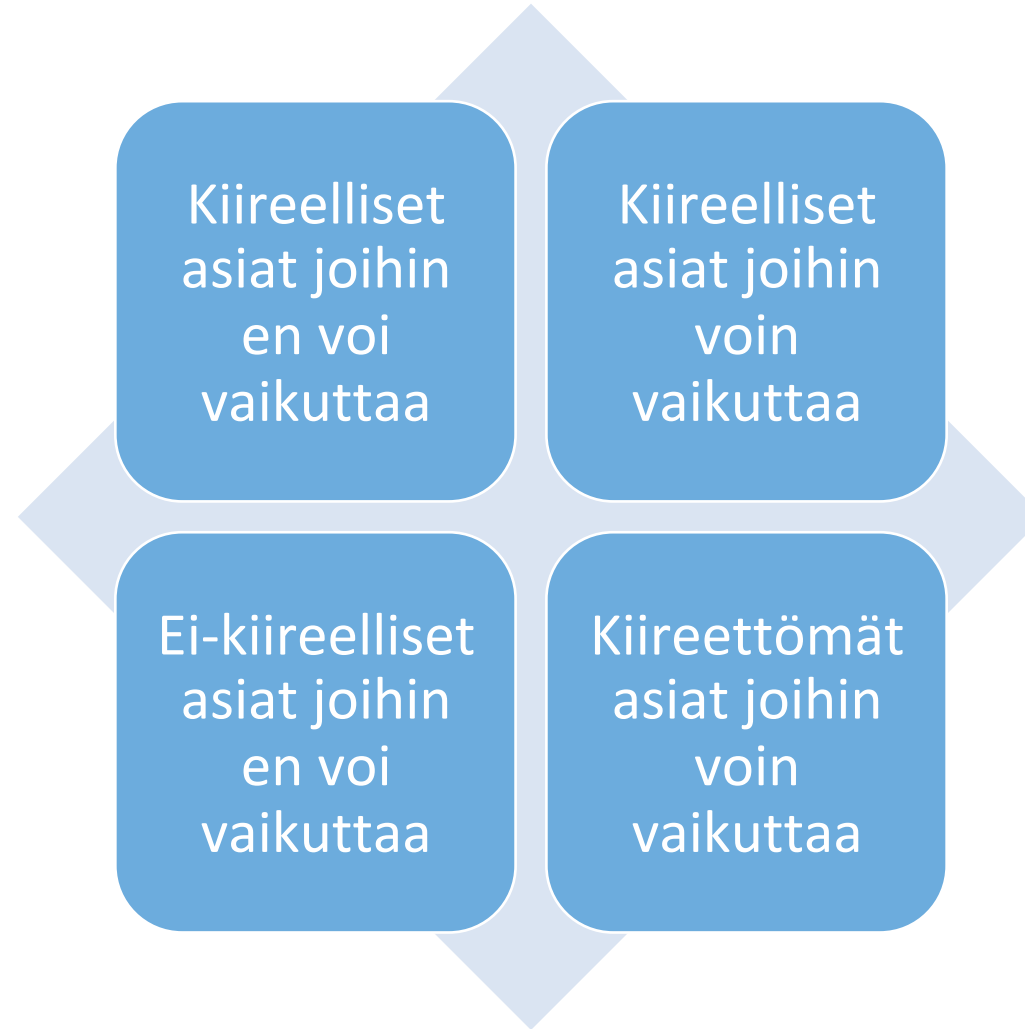 Kiireelliset
asiat joihin
en voi
vaikuttaa
Kiireelliset
asiat joihin
voin
vaikuttaa
Ei-kiireelliset
asiat joihin
en voi
vaikuttaa
Kiireettömät
asiat joihin
voin
vaikuttaa